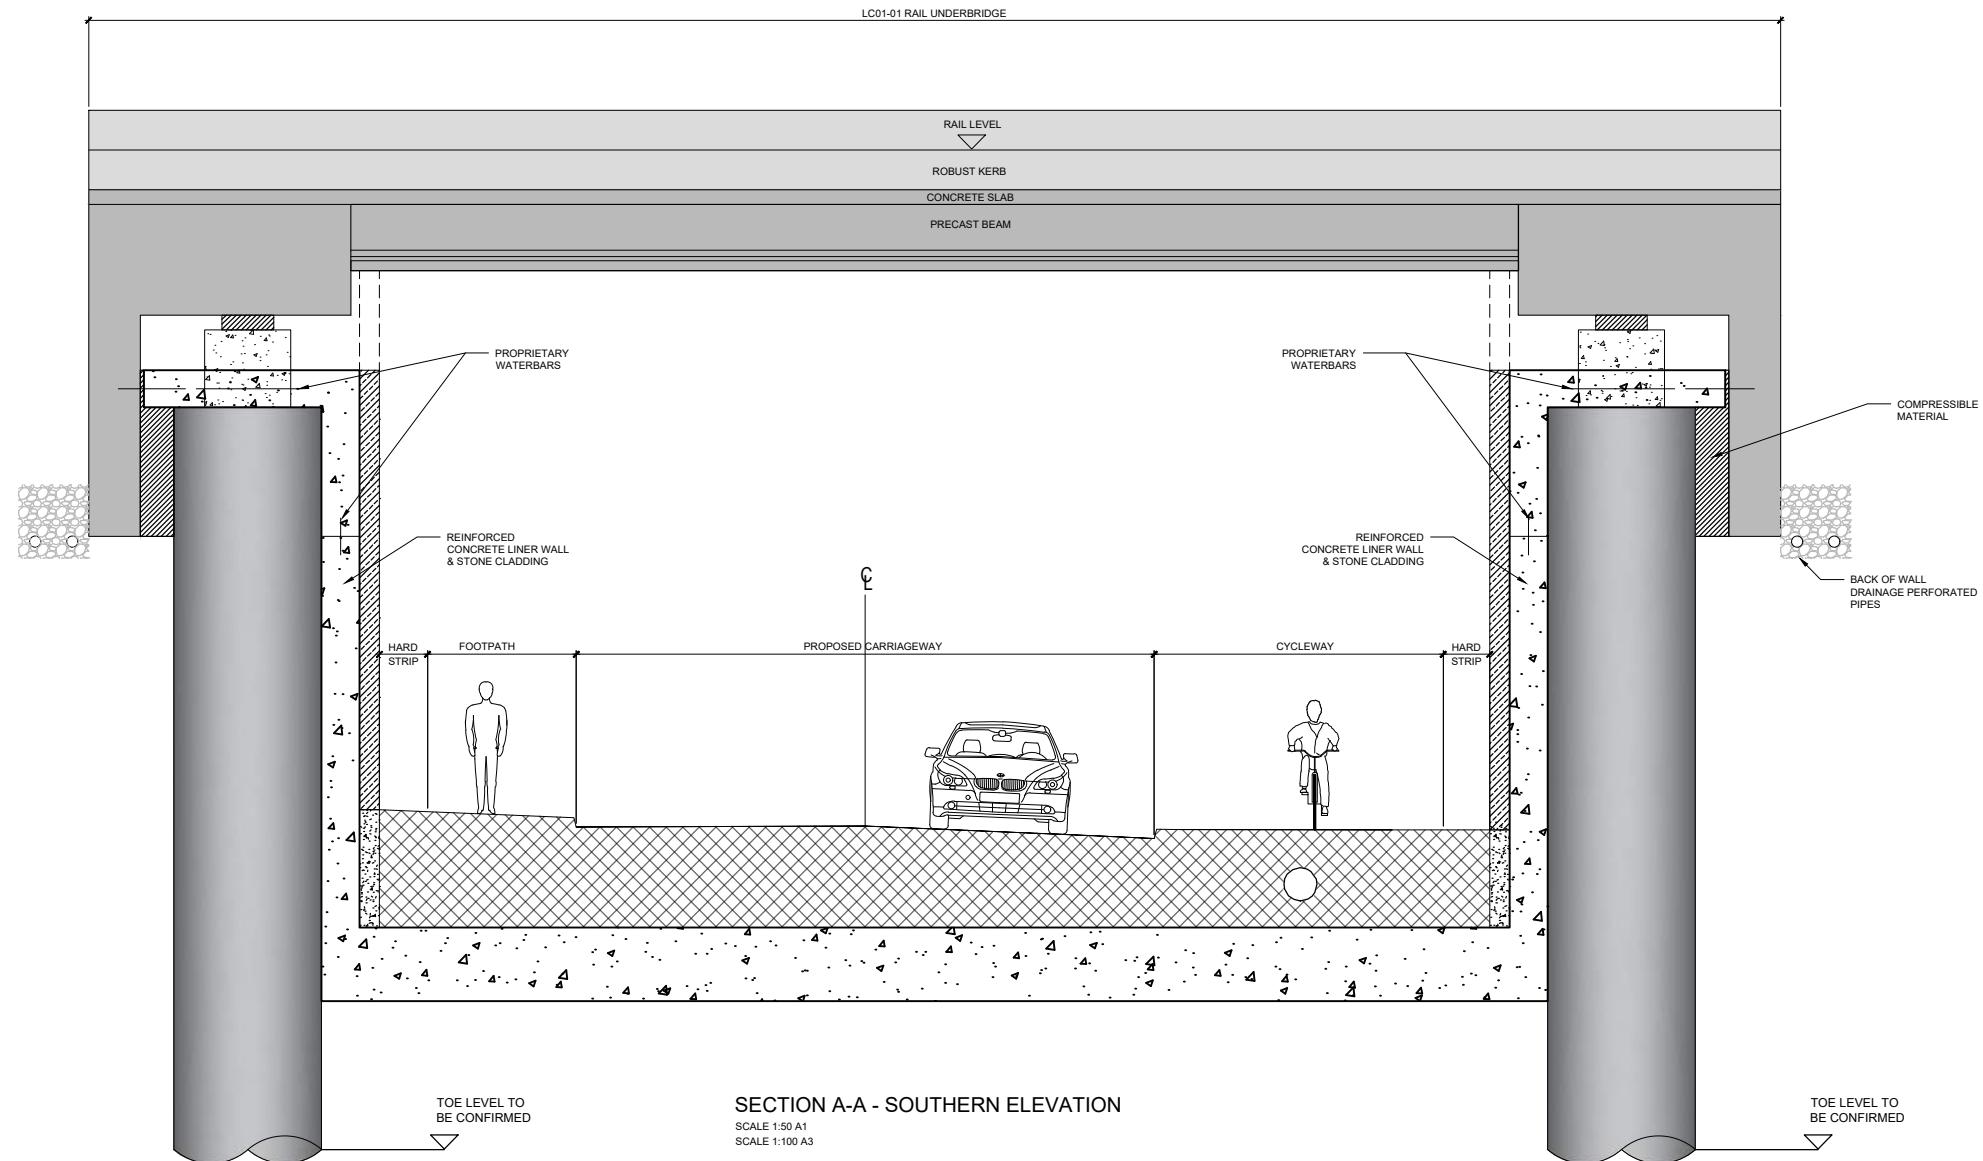 LC01-01 RAIL UNDERBRIDGE
RAIL LEVEL
ROBUST KERB
CONCRETE SLAB
PRECAST BEAM
PROPRIETARY
WATERBARS
PROPRIETARY
WATERBARS
COMPRESSIBLE
MATERIAL
REINFORCED
CONCRETE LINER WALL
& STONE CLADDING
REINFORCED
CONCRETE LINER WALL
& STONE CLADDING
BACK OF WALL
DRAINAGE PERFORATED
PIPES
CL
HARD
STRIP
FOOTPATH
PROPOSED CARRIAGEWAY
CYCLEWAY
HARD
STRIP
TOE LEVEL TO
BE CONFIRMED
SECTION A-A - SOUTHERN ELEVATION
SCALE 1:50 A1
SCALE 1:100 A3
TOE LEVEL TO
BE CONFIRMED